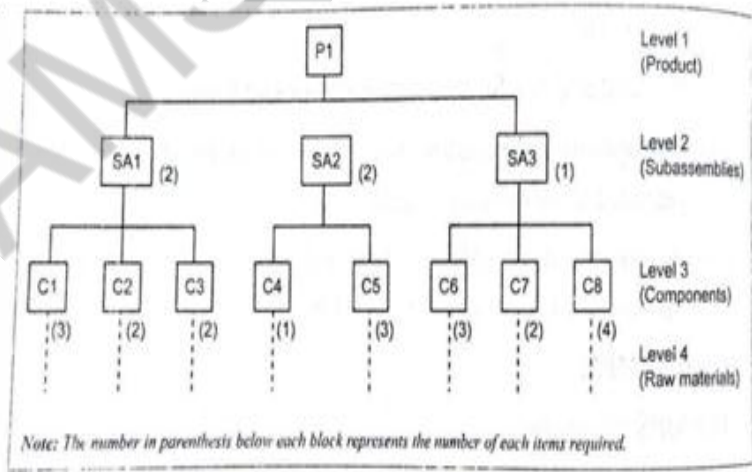 P1
Level 1
(Product)
SA1 (2)
SA2 (2)
SA3 (1)
Level 2
(Subassemblies)
C1 C2 C3 C4 C5 C6 C7 C8
Level 3
(Components)
(3) (2) (2) (1) (3) (3) (2) (4)
Level 4
(Raw materials)
Note: The number in parenthesis below each block represents the number of each items required.